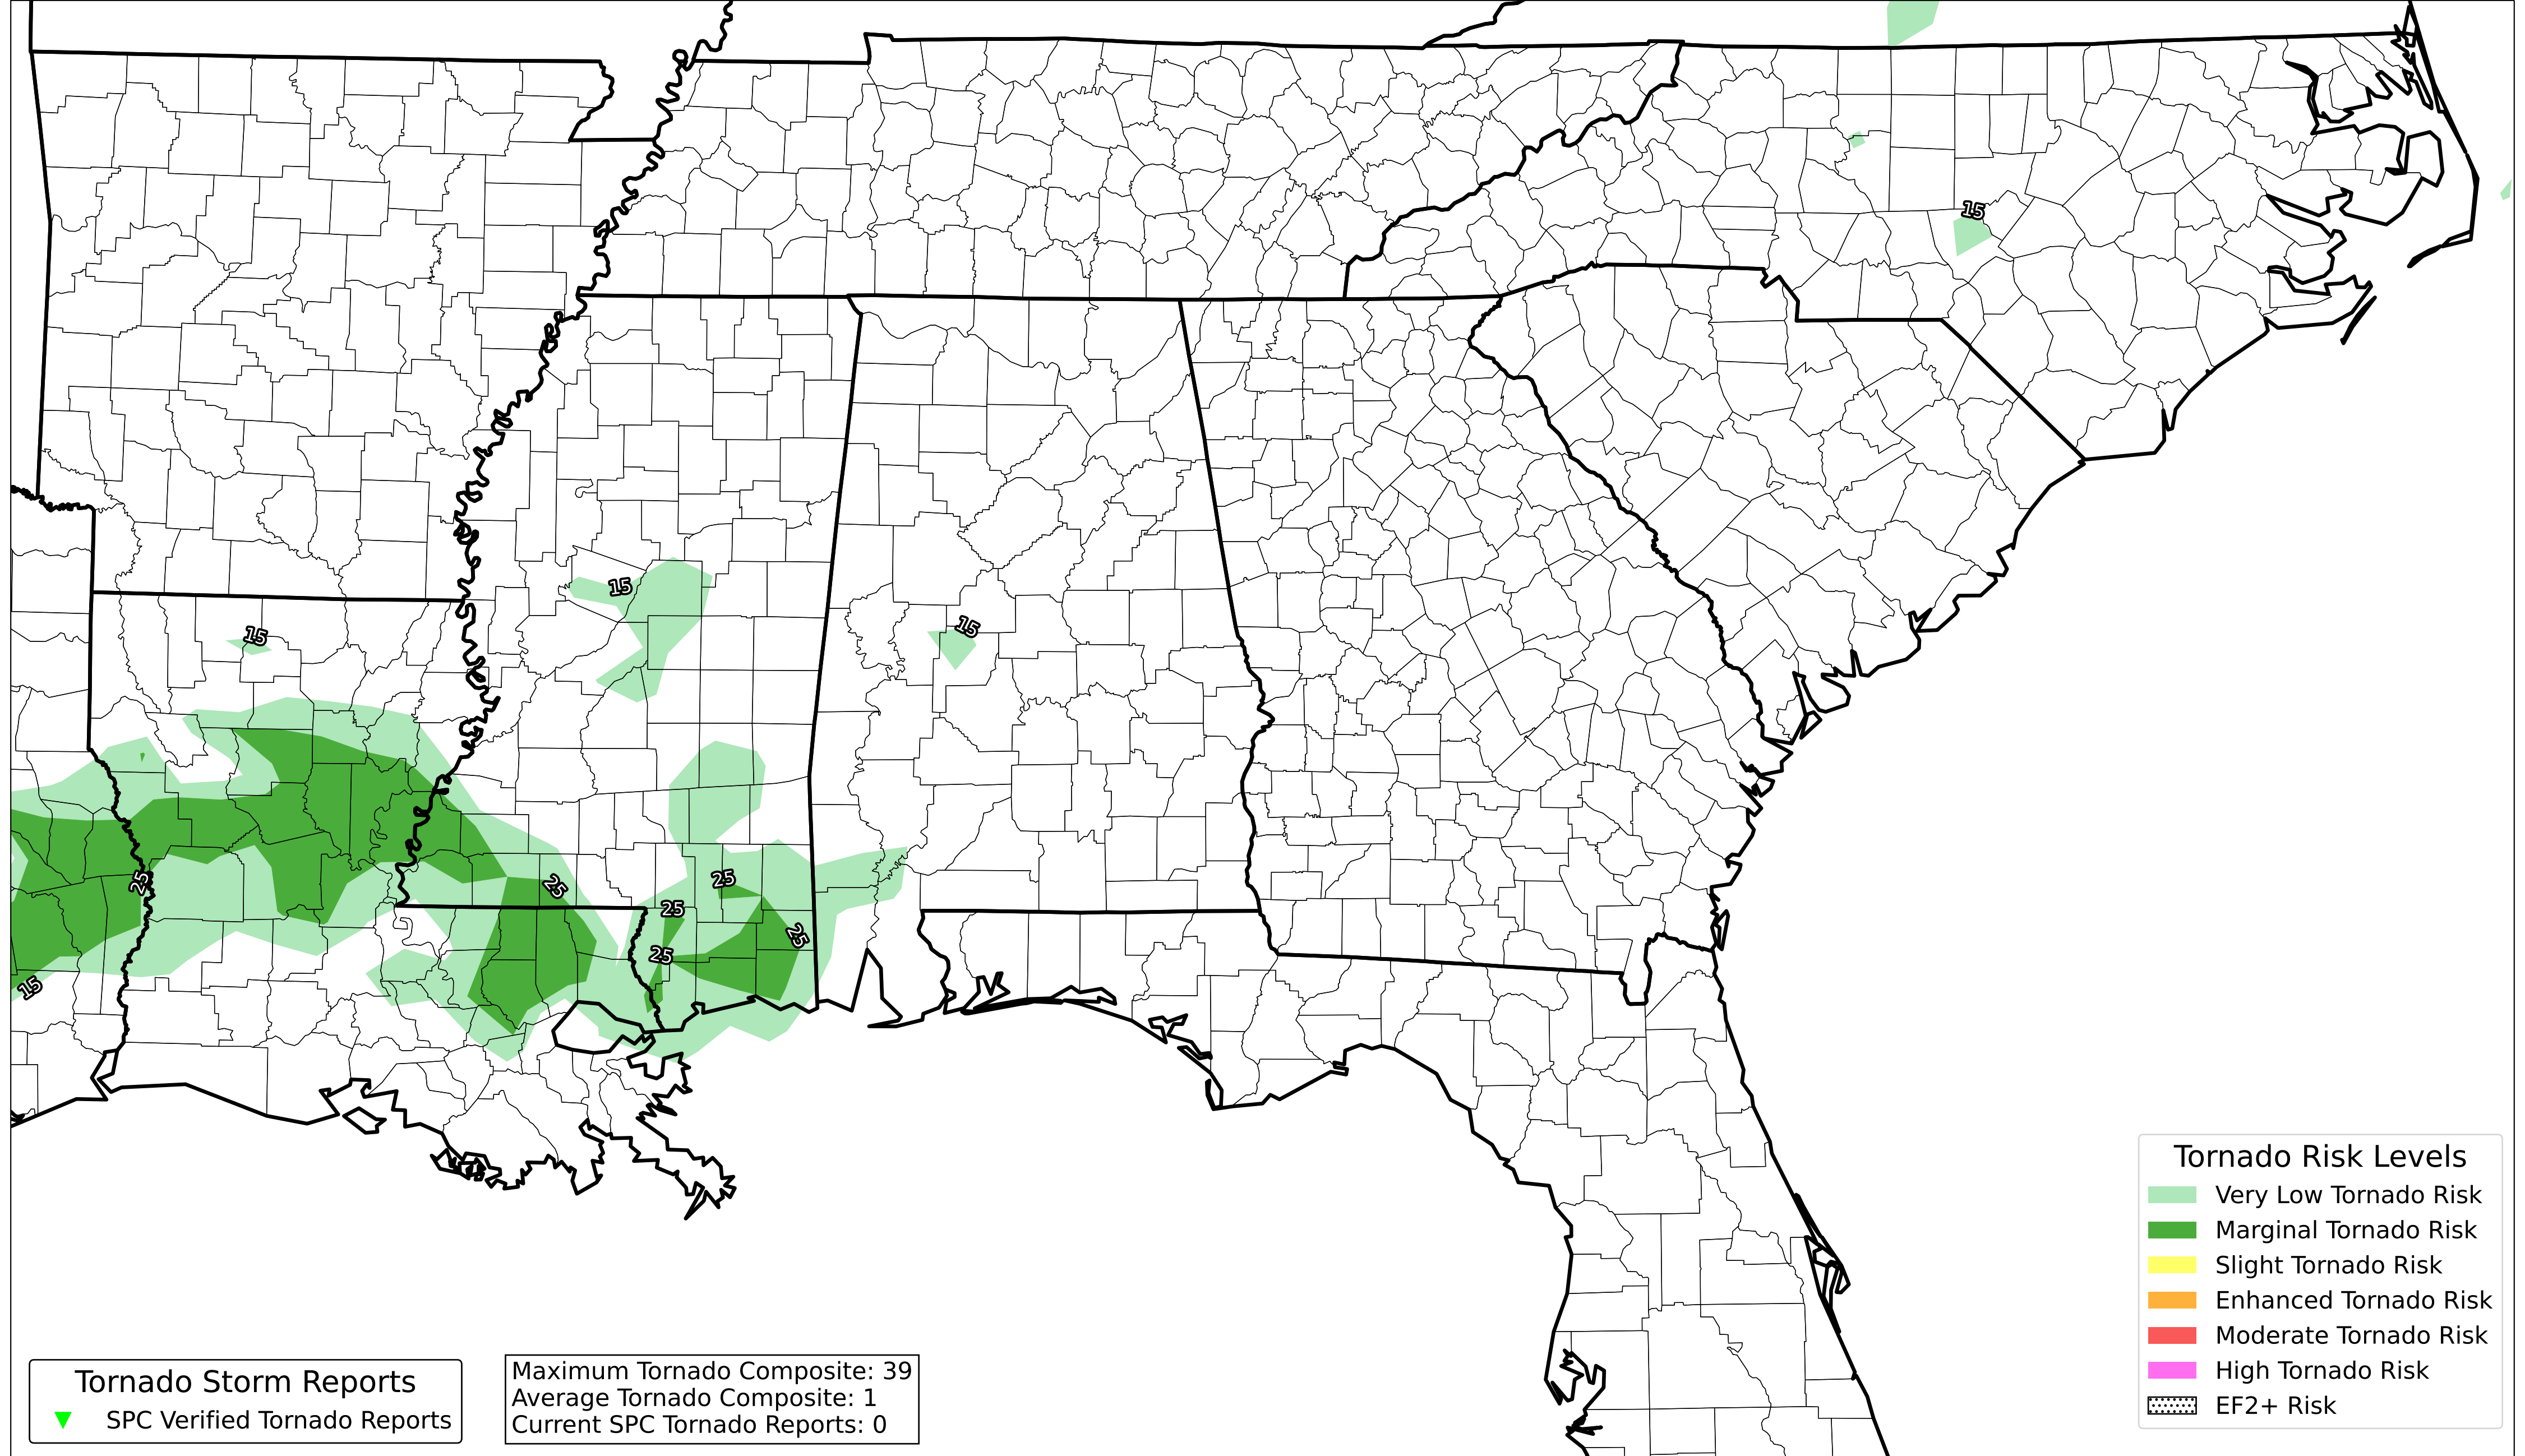 15
15
15
15
25
25
25
25
25
25
15
Tornado Risk Levels
Very Low Tornado Risk
Marginal Tornado Risk
Slight Tornado Risk
Enhanced Tornado Risk
Moderate Tornado Risk
High Tornado Risk
EF2+ Risk
Tornado Storm Reports
SPC Verified Tornado Reports
Maximum Tornado Composite: 39
Average Tornado Composite: 1
Current SPC Tornado Reports: 0